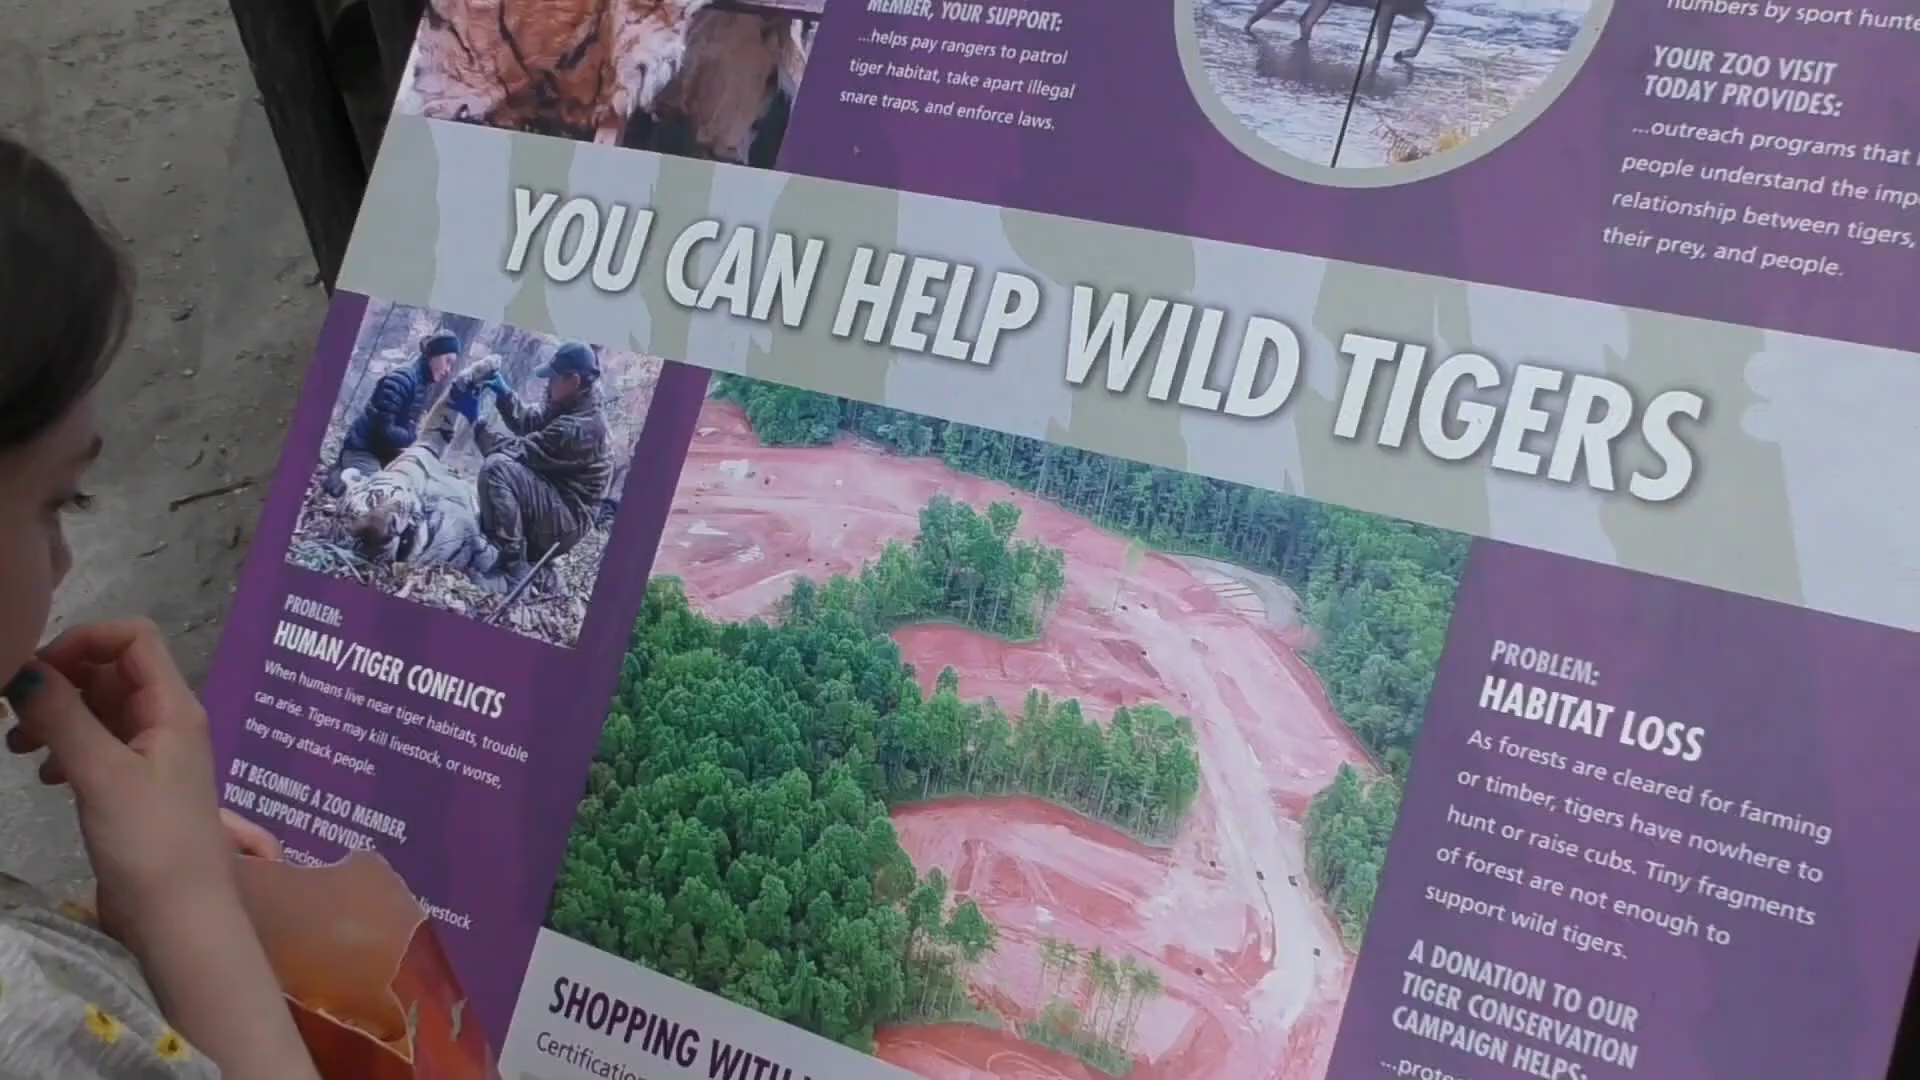 MEMBER, YOUR SUPPORT:
...helps pay rangers to patrol
tiger habitat, take apart illegal
snare traps, and enforce laws.
numbers by sport
YOUR ZOO VISIT
TODAY PROVIDES:
...outreach programs that
people understand the
relationship between tigers,
their prey, and people.
YOU CAN HELP WILD TIGERS
PROBLEM:
HUMAN/TIGER CONFLICTS
When humans live near tiger habitats, trouble
can arise. Tigers may kill livestock, or worse,
they may attack people.
BY BECOMING A ZOO MEMBER,
YOUR SUPPORT PROVIDES:
livestock
PROBLEM:
HABITAT LOSS
As forests are cleared for farming
or timber, tigers have nowhere to
hunt or raise cubs. Tiny fragments
of forest are not enough to
support wild tigers.
A DONATION TO OUR
TIGER CONSERVATION
CAMPAIGN HELPS:
SHOPPING WITH